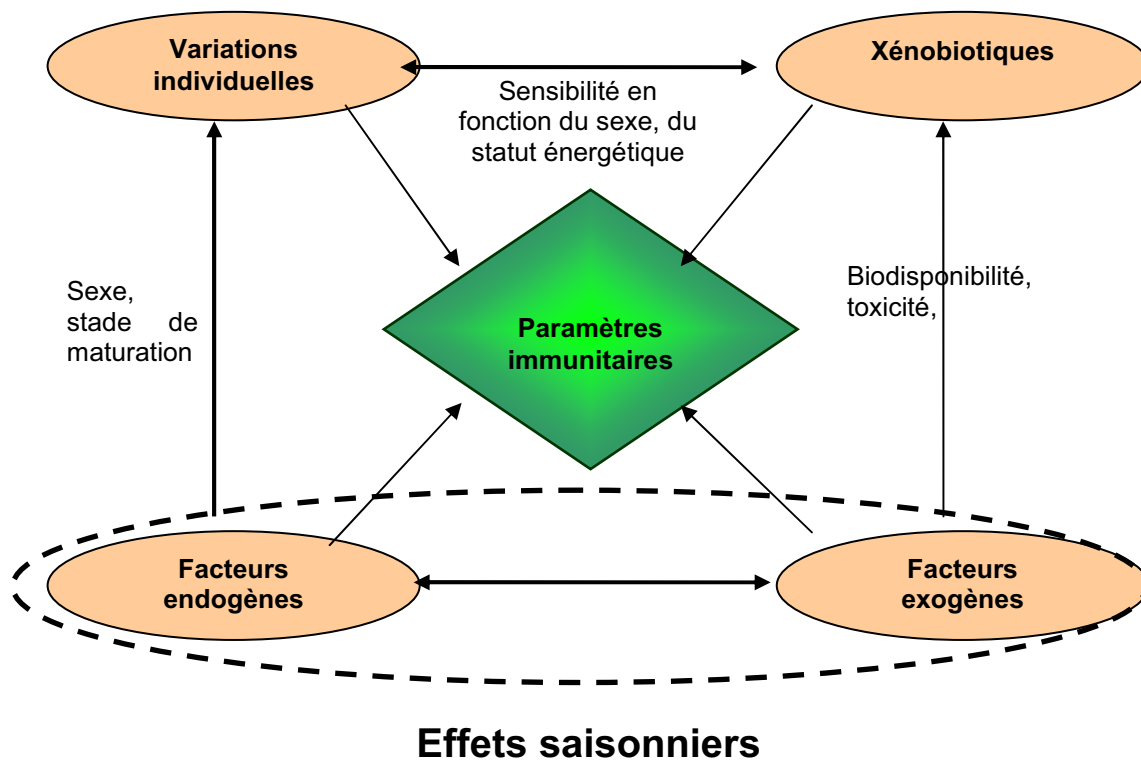 Variations
individuelles
Xénobiotiques
Sensibilité en
fonction du sexe, du
statut énergétique
Sexe,
stade de
maturation
Biodisponibilité,
toxicité,
Paramètres
immunitaires
Facteurs
endogènes
Facteurs
exogènes
Effets saisonniers